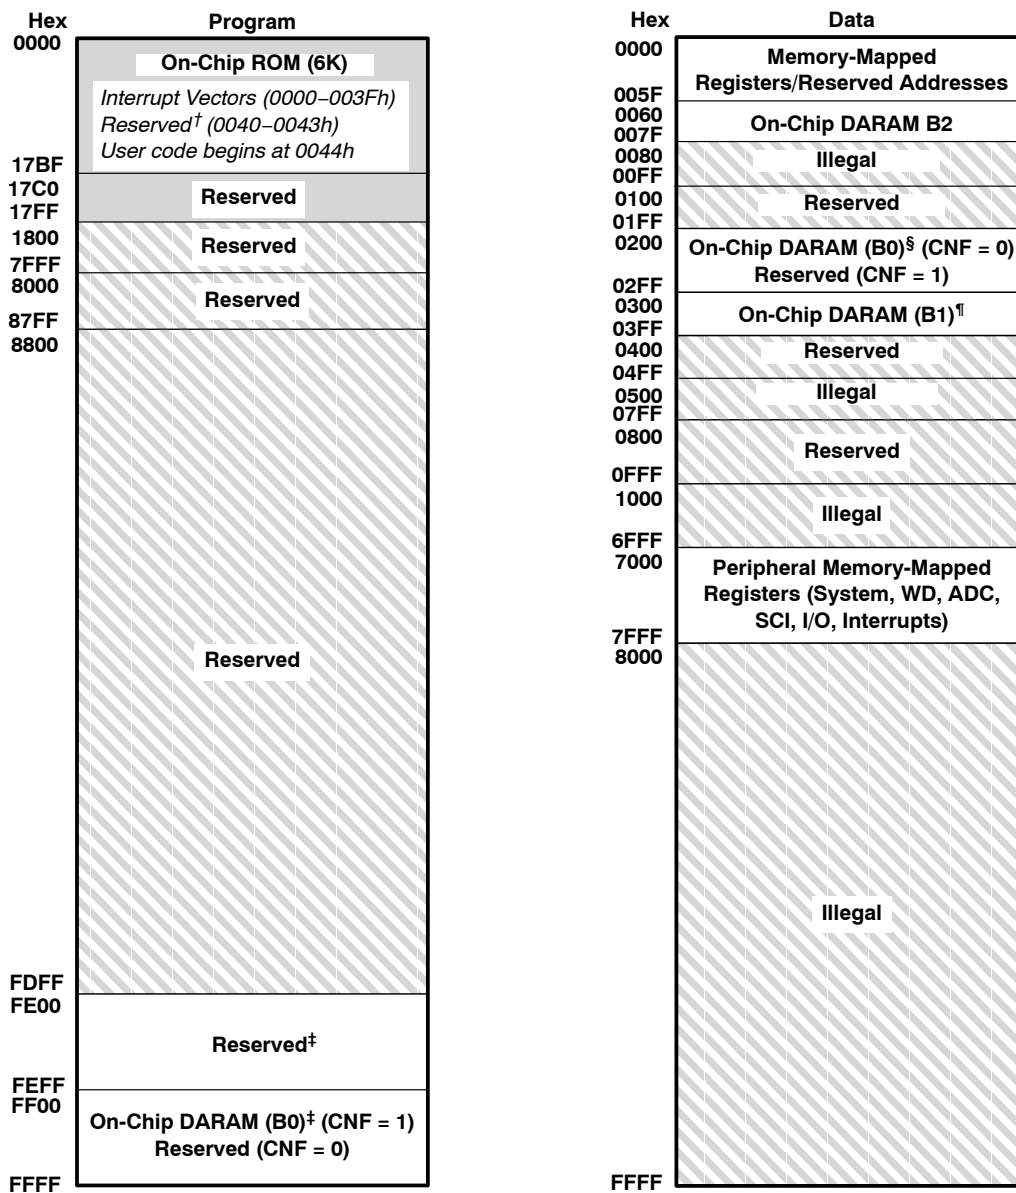 Hex Program
0000
On-Chip ROM (6K)
Interrupt Vectors (0000–003Fh)
Reserved† (0040–0043h)
User code begins at 0044h
17BF
17C0
Reserved
17FF
1800
Reserved
7FFF
8000
Reserved
87FF
8800
Reserved
FDFF
FE00
Reserved‡
FEFF
FF00
On-Chip DARAM (B0)‡ (CNF = 1)
Reserved (CNF = 0)
FFFF
Hex Data
0000
Memory-Mapped
Registers/Reserved Addresses
005F
0060
On-Chip DARAM B2
007F
0080
Illegal
00FF
0100
Reserved
01FF
0200
On-Chip DARAM (B0)§ (CNF = 0)
Reserved (CNF = 1)
02FF
0300
On-Chip DARAM (B1)¶
03FF
0400
Reserved
04FF
0500
Illegal
07FF
0800
Reserved
0FFF
1000
Illegal
6FFF
7000
Peripheral Memory-Mapped
Registers (System, WD, ADC,
SCI, I/O, Interrupts)
7FFF
8000
Illegal
FFFF